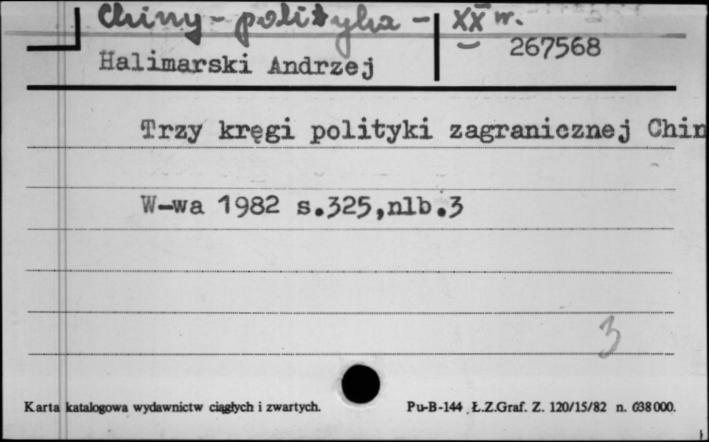 Chiny - polityka - XX w.
267568
Halimarski Andrzej
Trzy kręgi polityki zagranicznej Chin
W-wa 1982 s.325,nlb.3
3
Karta katalogowa wydawnictw ciągłych i zwartych.
Pu-B-144 Ł.Z.Graf. Z. 120/15/82 n. 638000.